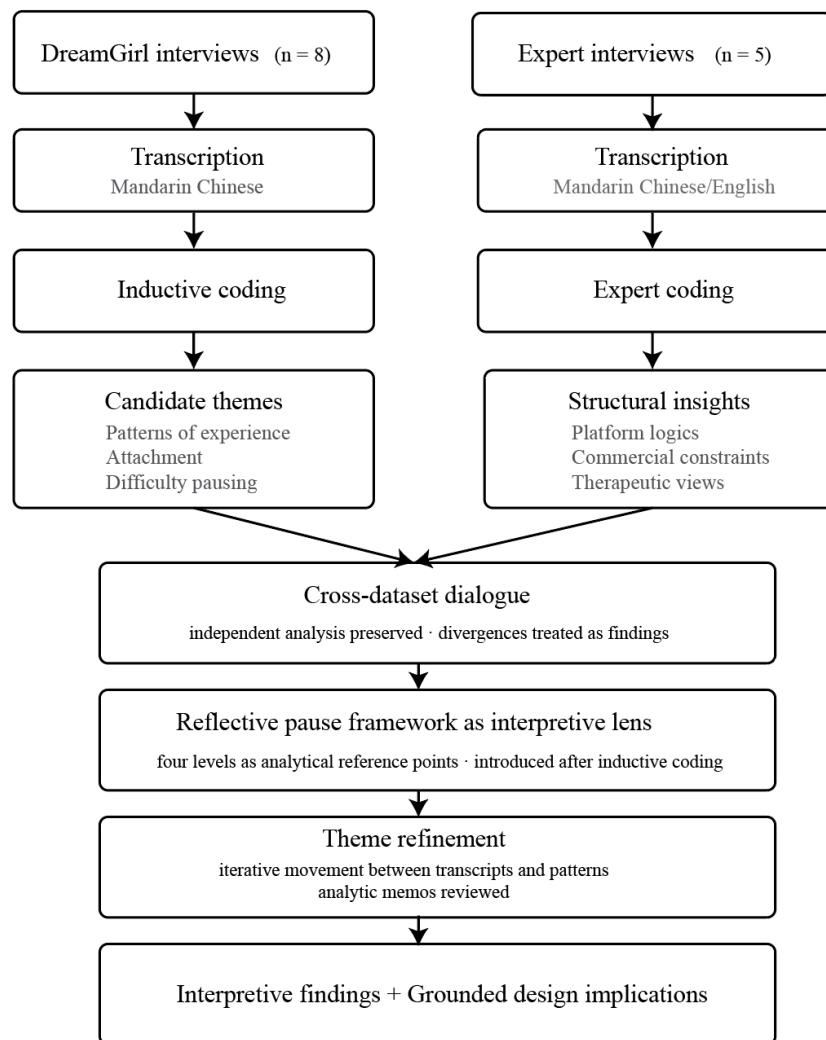 DreamGirl interviews (n = 8)
Expert interviews (n = 5)
Transcription
Mandarin Chinese
Transcription
Mandarin Chinese/English
Inductive coding
Expert coding
Candidate themes
Patterns of experience
Attachment
Difficulty pausing
Structural insights
Platform logics
Commercial constraints
Therapeutic views
Cross-dataset dialogue
independent analysis preserved · divergences treated as findings
Reflective pause framework as interpretive lens
four levels as analytical reference points · introduced after inductive coding
Theme refinement
iterative movement between transcripts and patterns
analytic memos reviewed
Interpretive findings + Grounded design implications